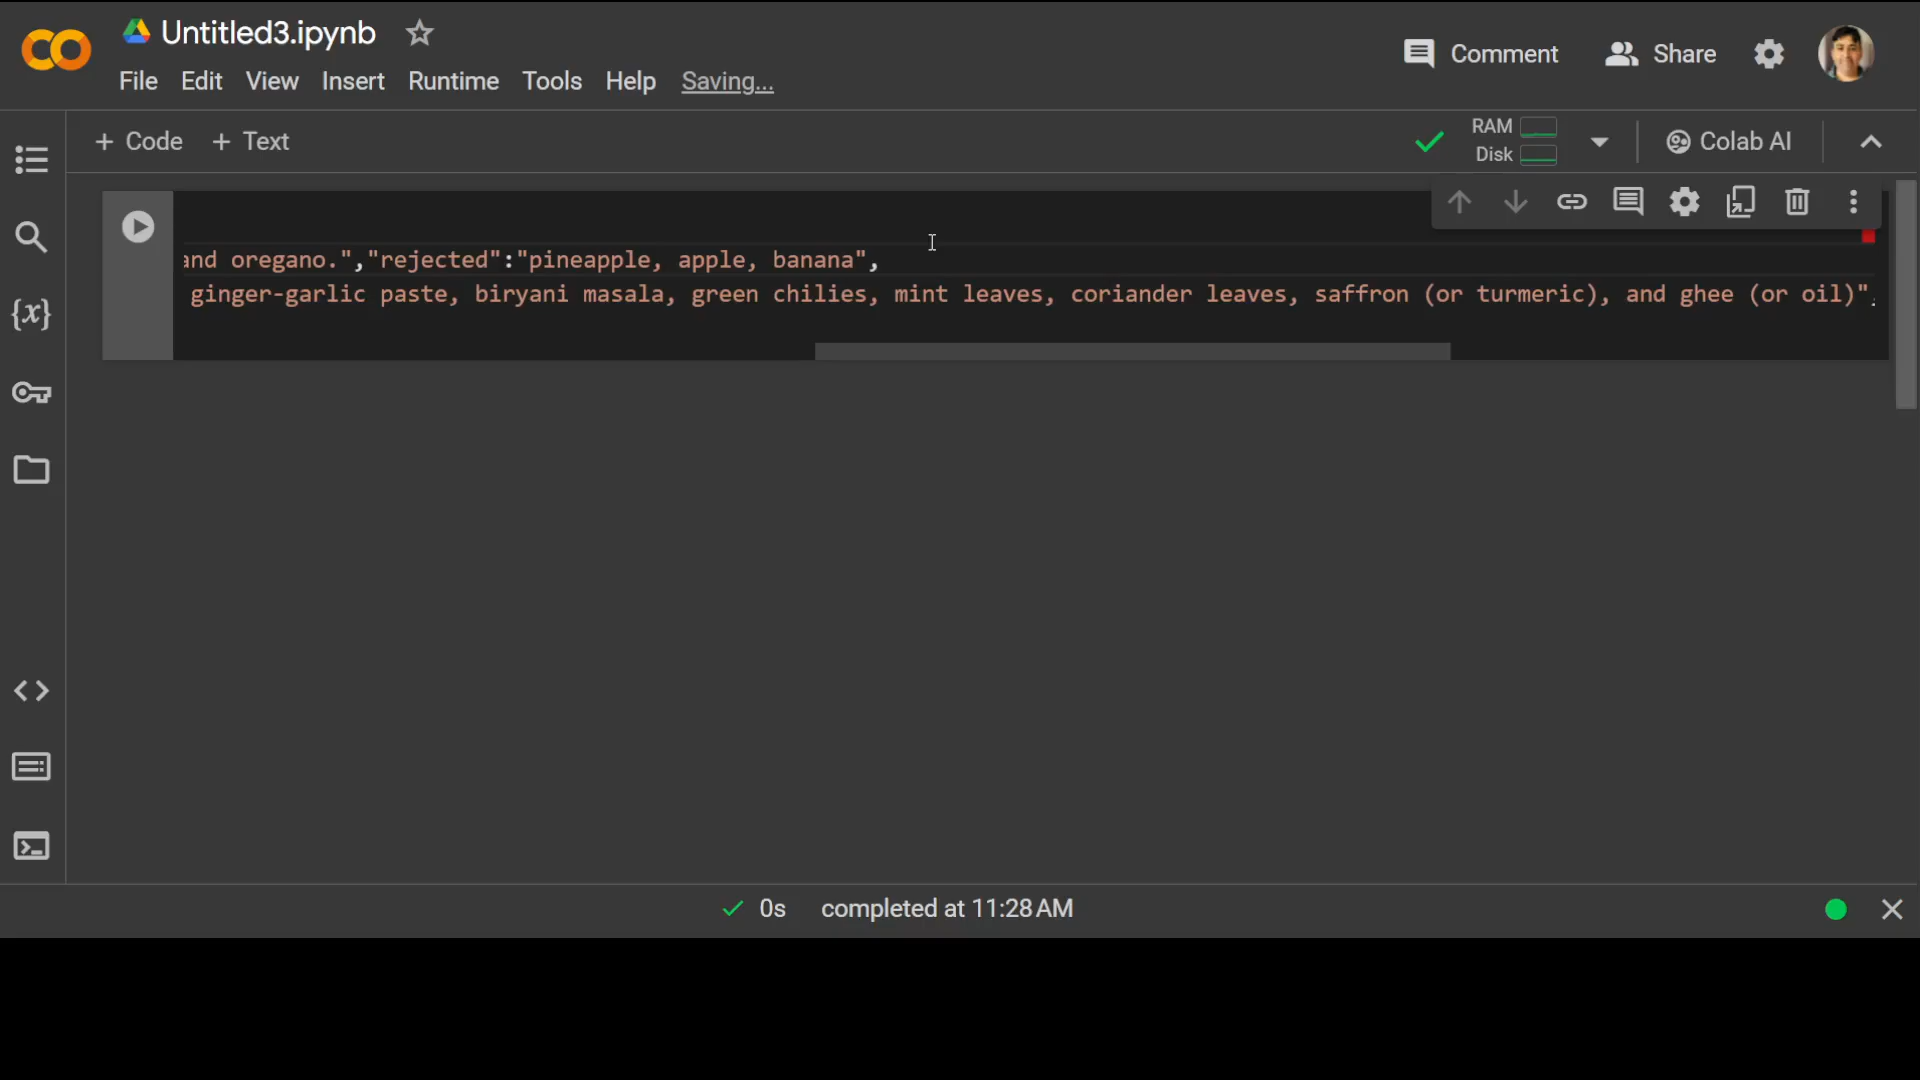 Untitled3.ipynb
Comment
Share
File Edit View Insert Runtime Tools Help Saving...
+ Code + Text
RAM
Disk
Colab AI
and oregano.","rejected":"pineapple, apple, banana",
ginger-garlic paste, biryani masala, green chilies, mint leaves, coriander leaves, saffron (or turmeric), and ghee (or oil)",
{x}
0s completed at 11:28 AM